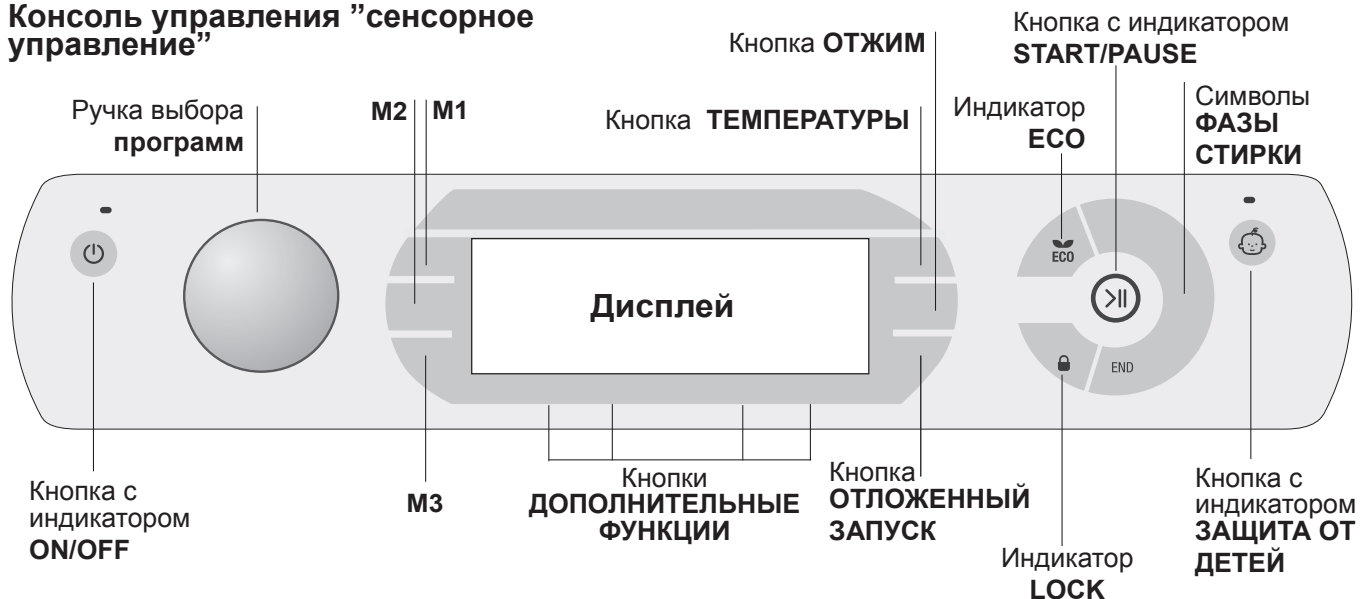 Консоль управления ”сенсорное
управление”
Кнопка с индикатором
START/PAUSE
Кнопка ОТЖИМ
Ручка выбора
программ
M2 M1
Кнопка ТЕМПЕРАТУРЫ
Индикатор
ECO
Символы
ФАЗЫ
СТИРКИ
ECO
Дисплей
END
Кнопка с
индикатором
ON/OFF
M3
Кнопки
ДОПОЛНИТЕЛЬНЫЕ
ФУНКЦИИ
Кнопка
ОТЛОЖЕННЫЙ
ЗАПУСК
Индикатор
LOCK
Кнопка с
индикатором
ЗАЩИТА ОТ
ДЕТЕЙ